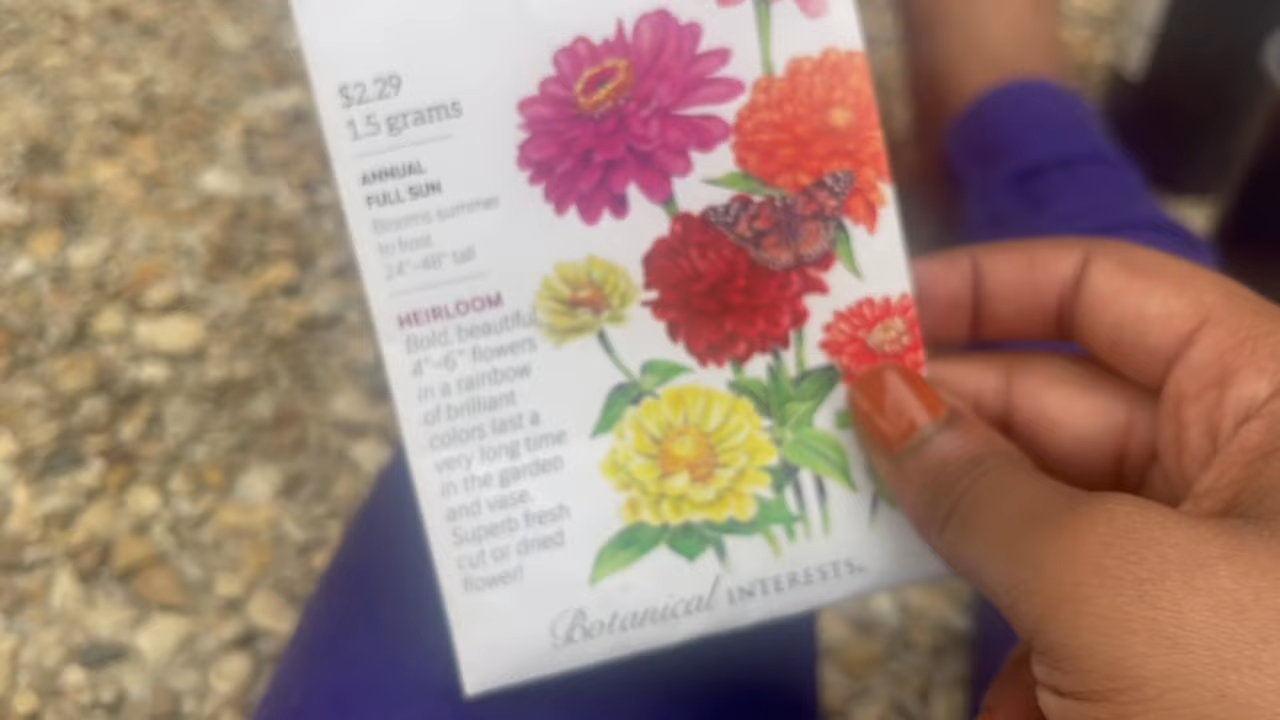 $2.29
1.5 grams
ANNUAL
FULL SUN
Blooms summer
to frost.
24"–48" tall
HEIRLOOM
Bold, beautiful
4"–6" flowers
in a rainbow
of brilliant
colors last a
very long time
in the garden
and vase.
Superb fresh
cut or dried
flower!
Botanical INTERESTS